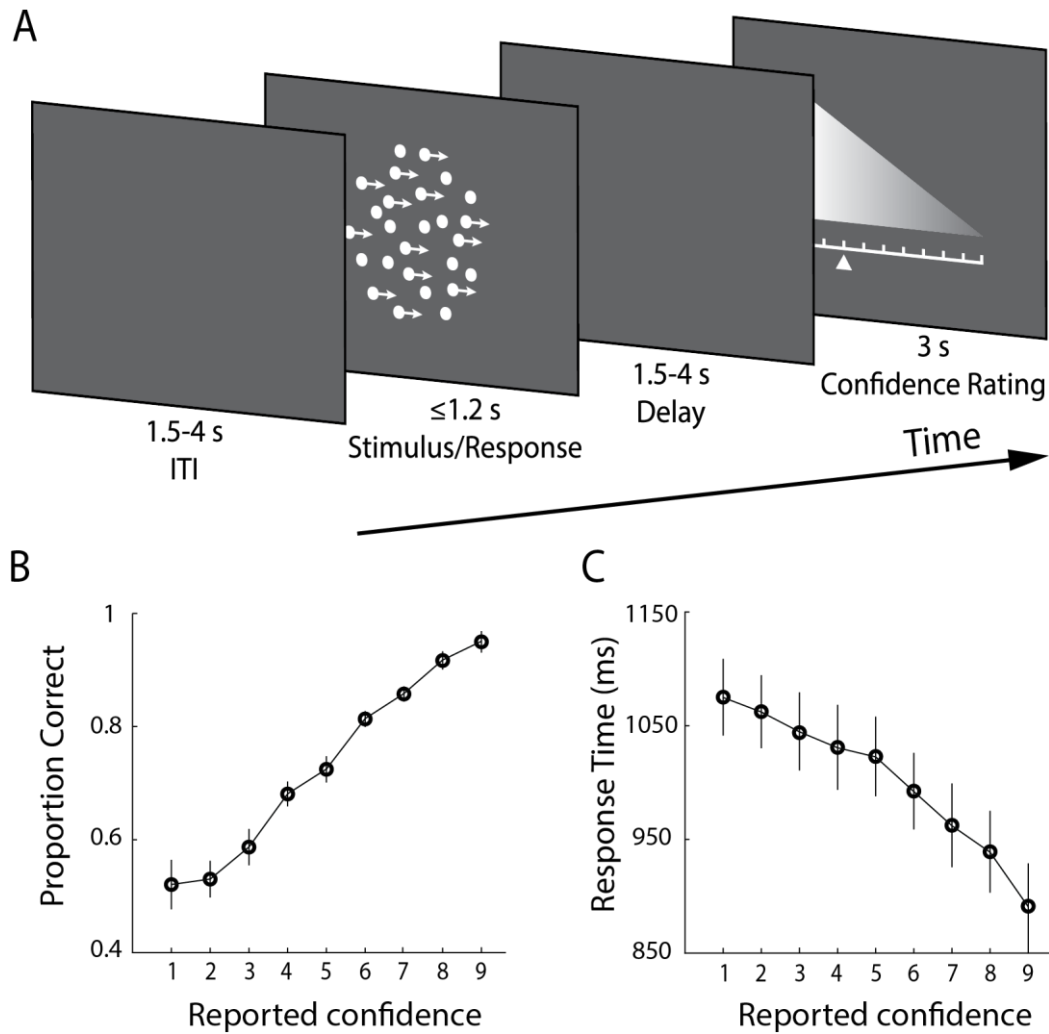 A
1.5-4 s
ITI
≤1.2 s
Stimulus/Response
1.5-4 s
Delay
3 s
Confidence Rating
Time
B
Proportion Correct
1
0.8
0.6
0.4
1 2 3 4 5 6 7 8 9
Reported confidence
C
Response Time (ms)
1150
1050
950
850
1 2 3 4 5 6 7 8 9
Reported confidence